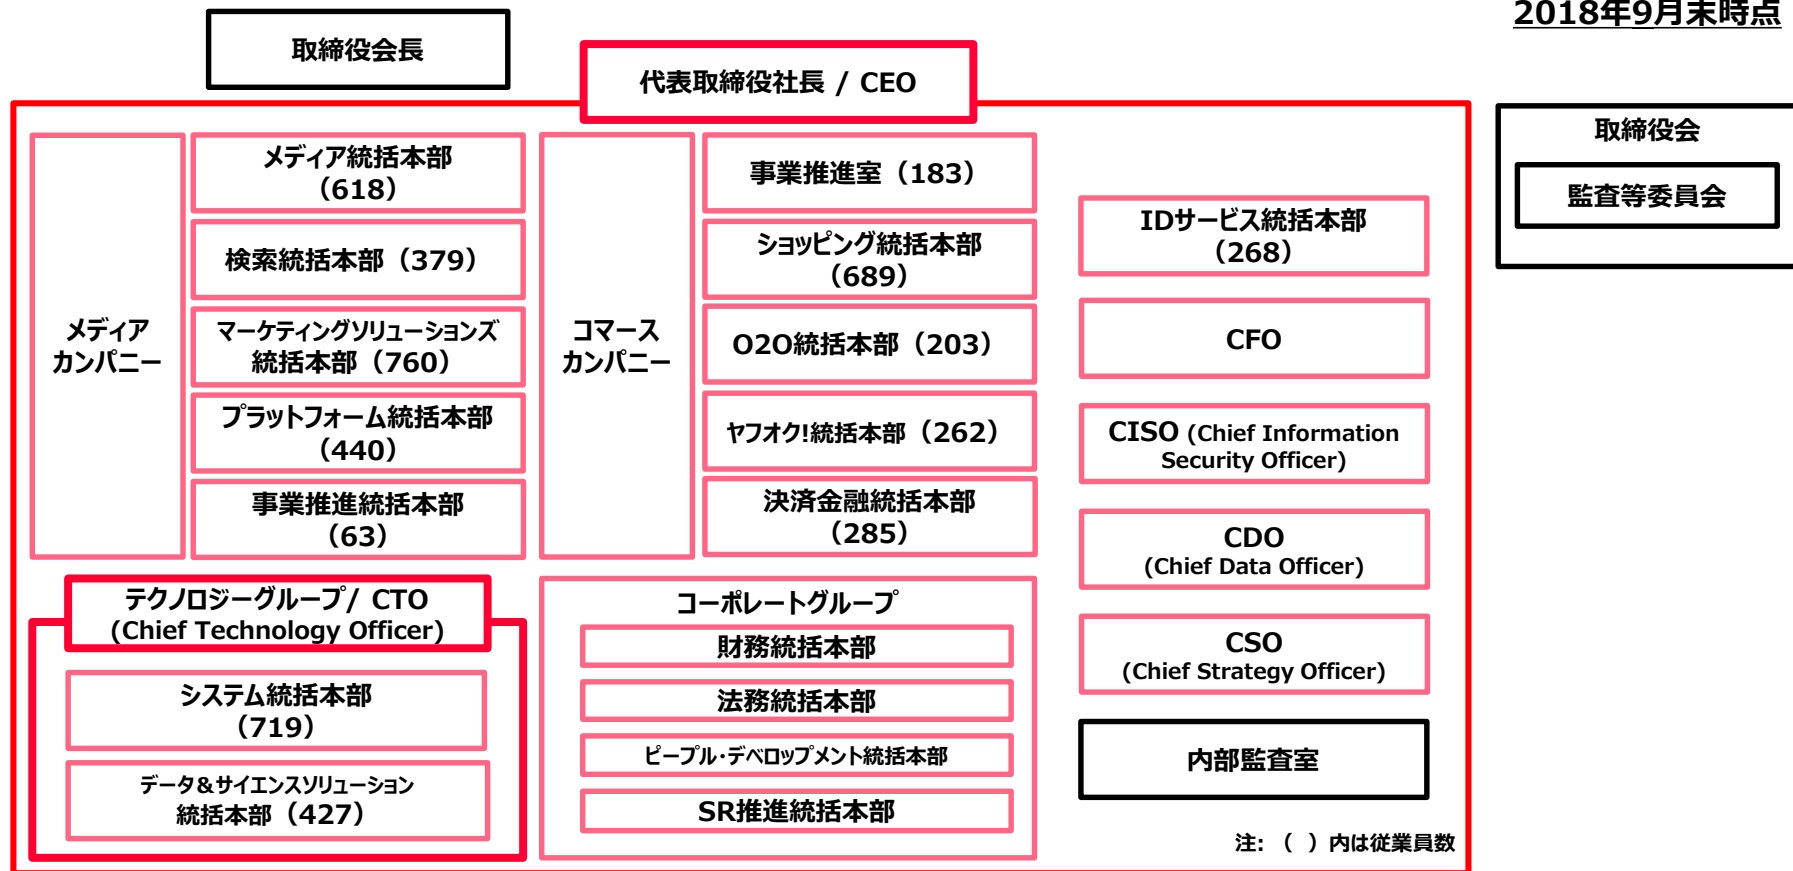 2018年9月末時点
取締役会長
代表取締役社長 / CEO
取締役会
監査等委員会
メディア
カンパニー
メディア統括本部
（618）
検索統括本部（379）
マーケティングソリューションズ
統括本部（760）
プラットフォーム統括本部
（440）
事業推進統括本部
（63）
コマース
カンパニー
事業推進室（183）
ショッピング統括本部
（689）
O2O統括本部（203）
ヤフオク!統括本部（262）
決済金融統括本部
（285）
IDサービス統括本部
（268）
CFO
CISO (Chief Information
Security Officer)
CDO
(Chief Data Officer)
CSO
(Chief Strategy Officer)
内部監査室
テクノロジーグループ/ CTO
(Chief Technology Officer)
システム統括本部
（719）
データ&サイエンスソリューション
統括本部（427）
コーポレートグループ
財務統括本部
法務統括本部
ピープル・デベロップメント統括本部
SR推進統括本部
注: （ ）内は従業員数